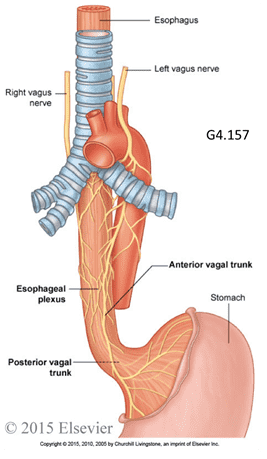 Esophagus
Left vagus nerve
Right vagus
nerve
G4.157
Anterior vagal trunk
Esophageal
plexus
Stomach
Posterior vagal
trunk
© 2015 Elsevier
Copyright © 2015, 2010, 2005 by Churchill Livingstone, an imprint of Elsevier Inc.